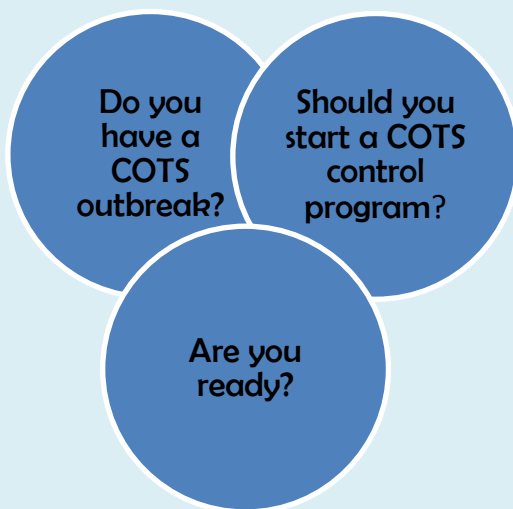 Do you
have a
COTS
outbreak?
Should you
start a COTS
control
program?
Are you
ready?